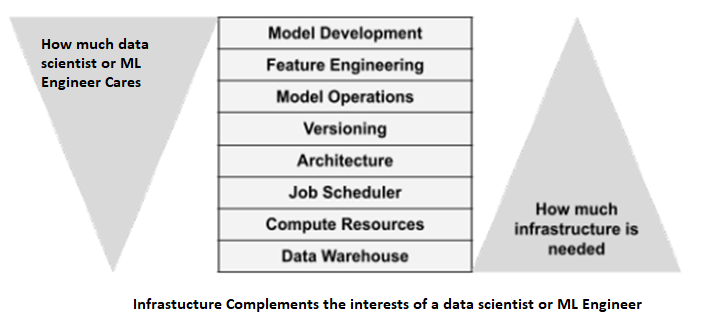 How much data
scientist or ML
Engineer Cares
Model Development
Feature Engineering
Model Operations
Versioning
Architecture
Job Scheduler
Compute Resources
Data Warehouse
How much
infrastructure is
needed
Infrastucture Complements the interests of a data scientist or ML Engineer